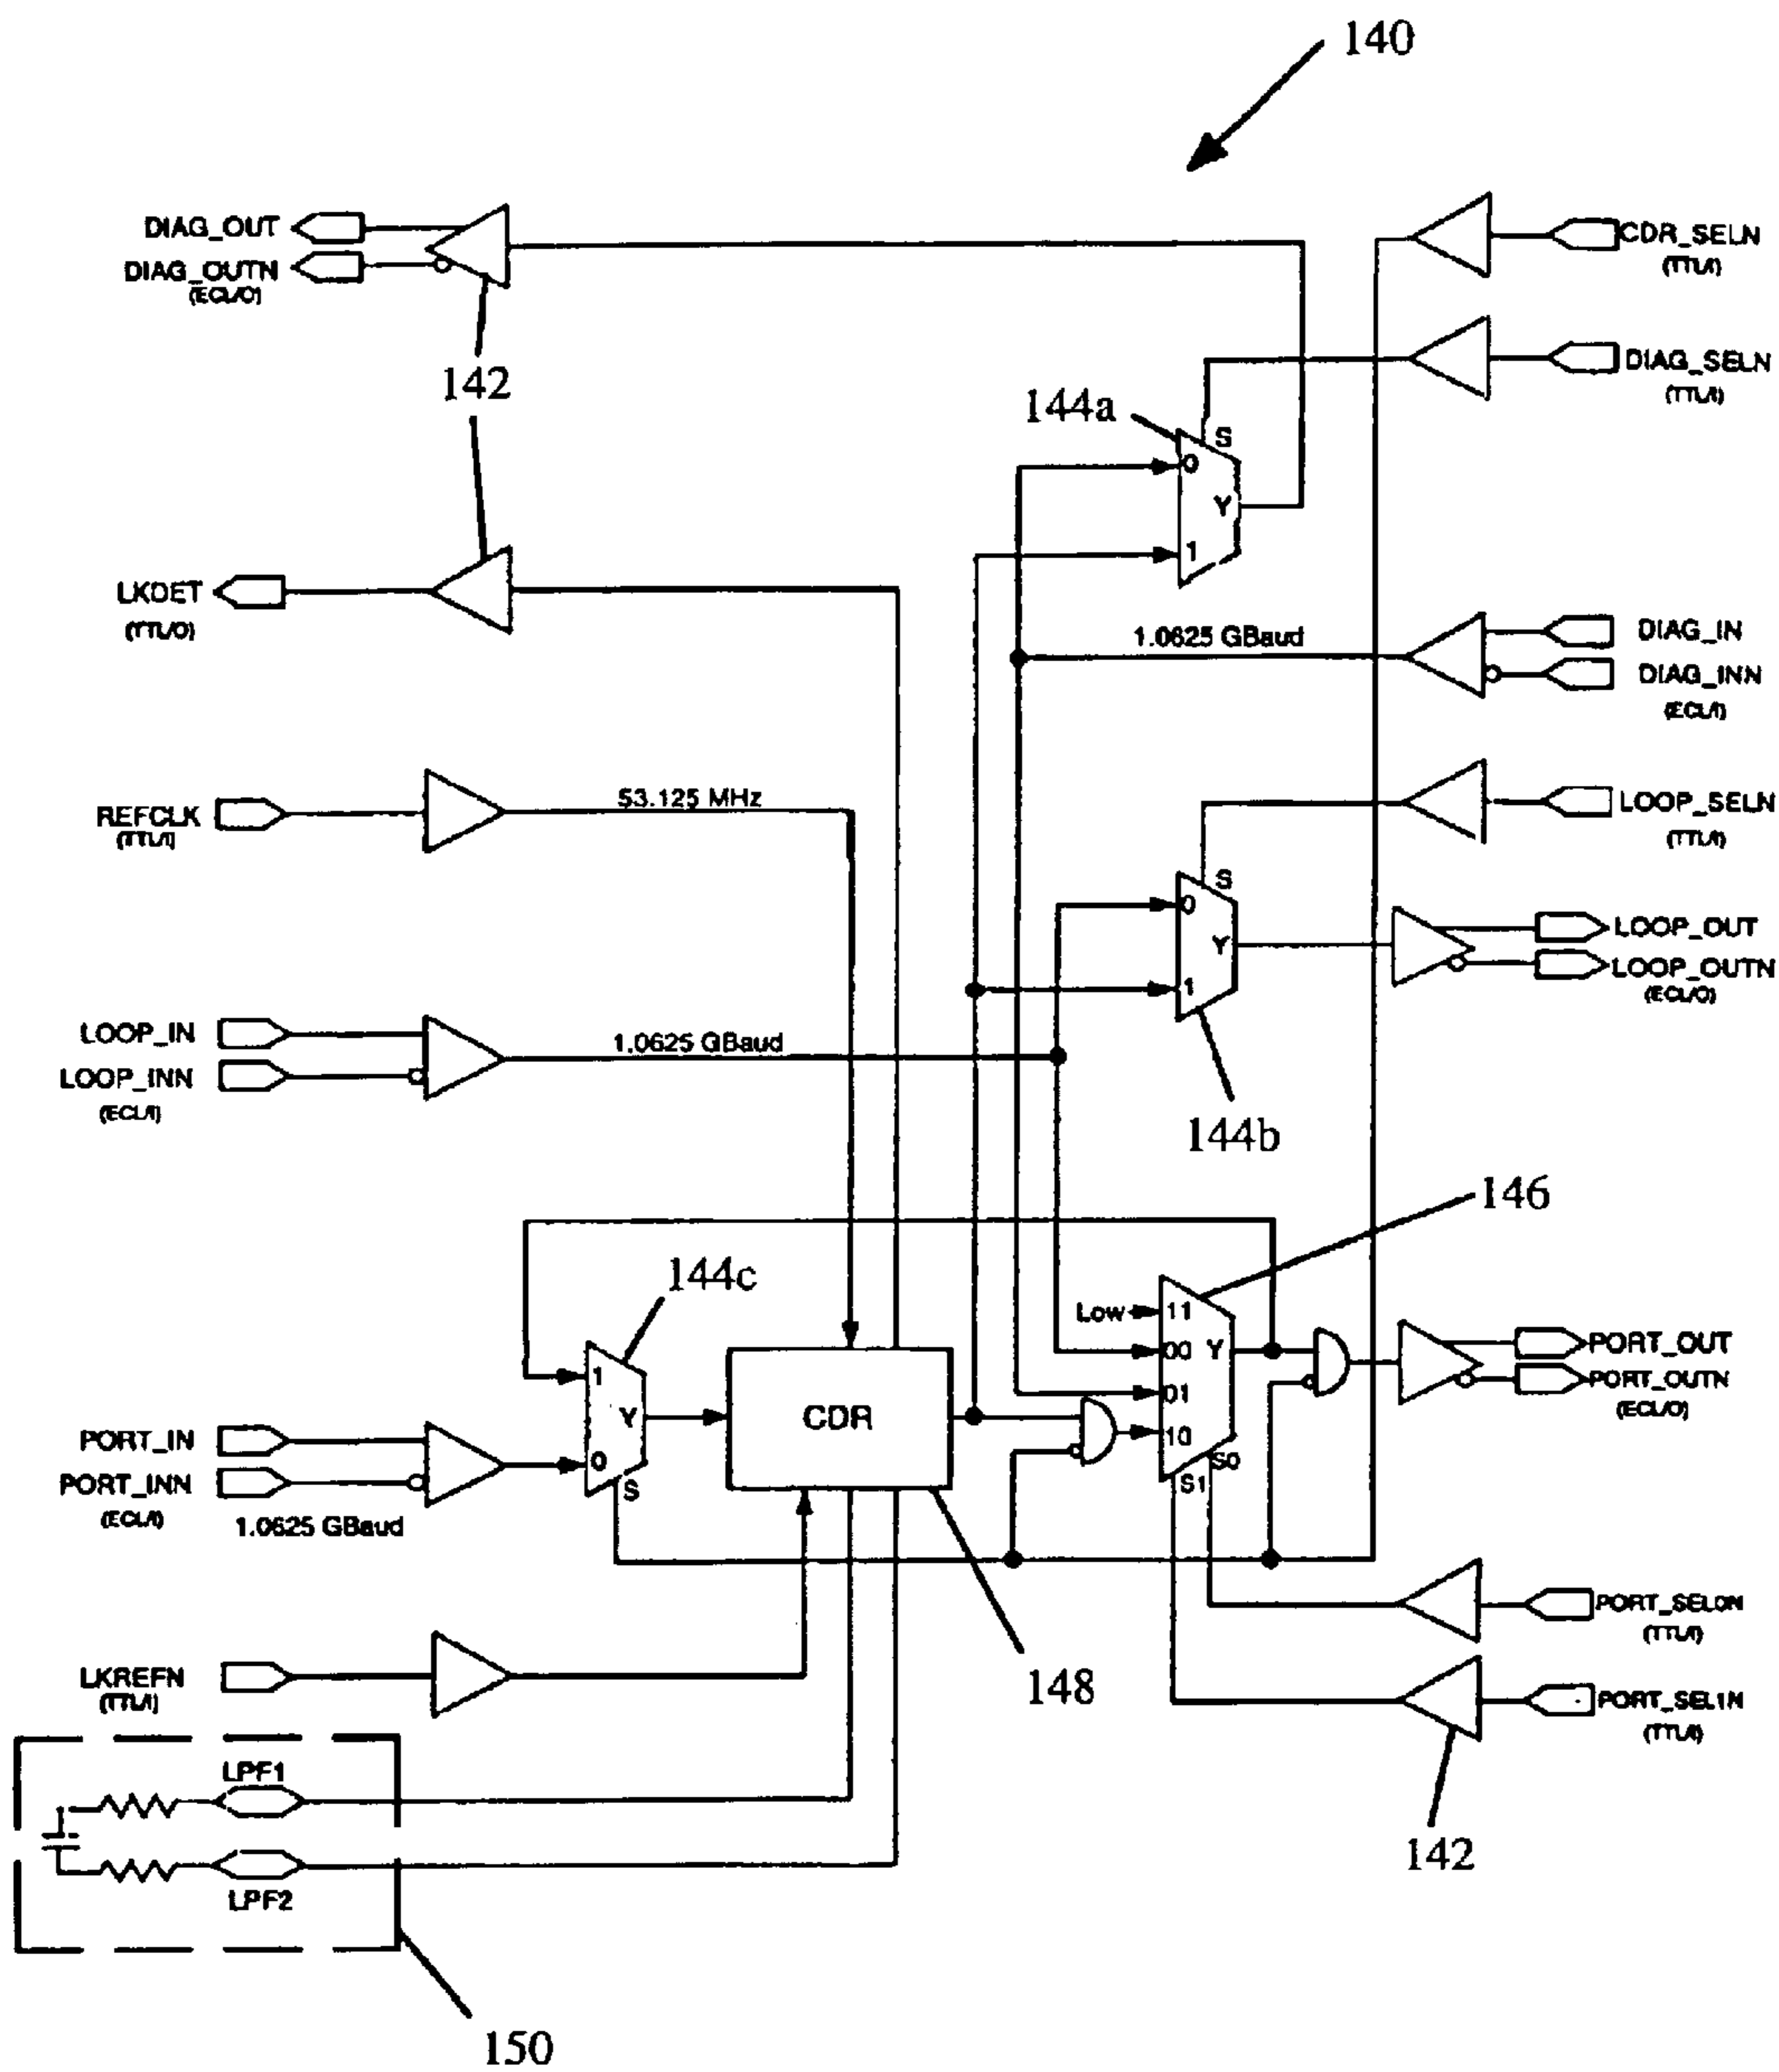 140
DIAG_OUT
DIAG_OUTN
(ECL/O)
CDR_SELN
(TTL/I)
DIAG_SELN
(TTL/I)
142
144a
S
0
Y
1
LKDET
(TTL/O)
1.0625 GBaud
DIAG_IN
DIAG_INN
(ECL/I)
REFCLK
(TTL/I)
53.125 MHz
LOOP_SELN
(TTL/I)
S
0
Y
1
LOOP_OUT
LOOP_OUTN
(ECL/O)
LOOP_IN
LOOP_INN
(ECL/I)
1.0625 GBaud
144b
146
144c
Low
11
00
Y
01
10
S0
S1
1
Y
0
S
CDR
PORT_OUT
PORT_OUTN
(ECL/O)
PORT_IN
PORT_INN
(ECL/I)
1.0625 GBaud
PORT_SEL0N
(TTL/I)
LKREFN
(TTL/I)
148
PORT_SEL1N
(TTL/I)
LPF1
LPF2
142
150